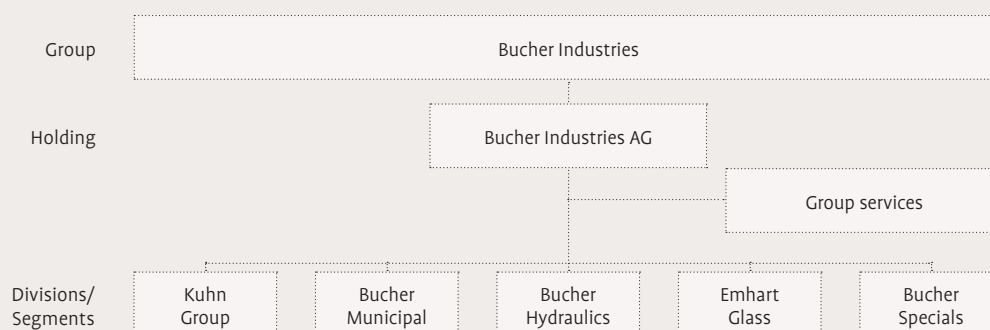 Group
Bucher Industries
Holding
Bucher Industries AG
Group services
Divisions/
Segments
Kuhn
Group
Bucher
Municipal
Bucher
Hydraulics
Emhart
Glass
Bucher
Specials